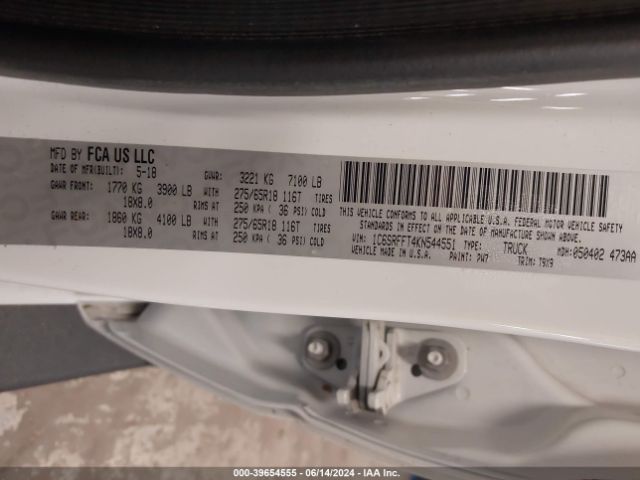 MFD BY FCA US LLC
DATE OF MFR(BUILT): 5-18 GVWR: 3221 KG 7100 LB
GAWR FRONT: 1770 KG 3900 LB WITH 275/65R18 116T TIRES
18X8.0 RIMS AT 250 KPA ( 36 PSI) COLD
GAWR REAR: 1860 KG 4100 LB WITH 275/65R18 116T TIRES
18X8.0 RIMS AT 250 KPA ( 36 PSI) COLD
THIS VEHICLE CONFORMS TO ALL APPLICABLE U.S.A. FEDERAL MOTOR VEHICLE SAFETY
STANDARDS IN EFFECT ON THE DATE OF MANUFACTURE SHOWN ABOVE.
VIN: 1C6SRFFT4KN544551 TYPE: TRUCK MDH: 050402 473AA
VEHICLE MADE IN U.S.A. PAINT: PW7 TRIM: T9X9
000-39654555 - 06/14/2024 - IAA Inc.